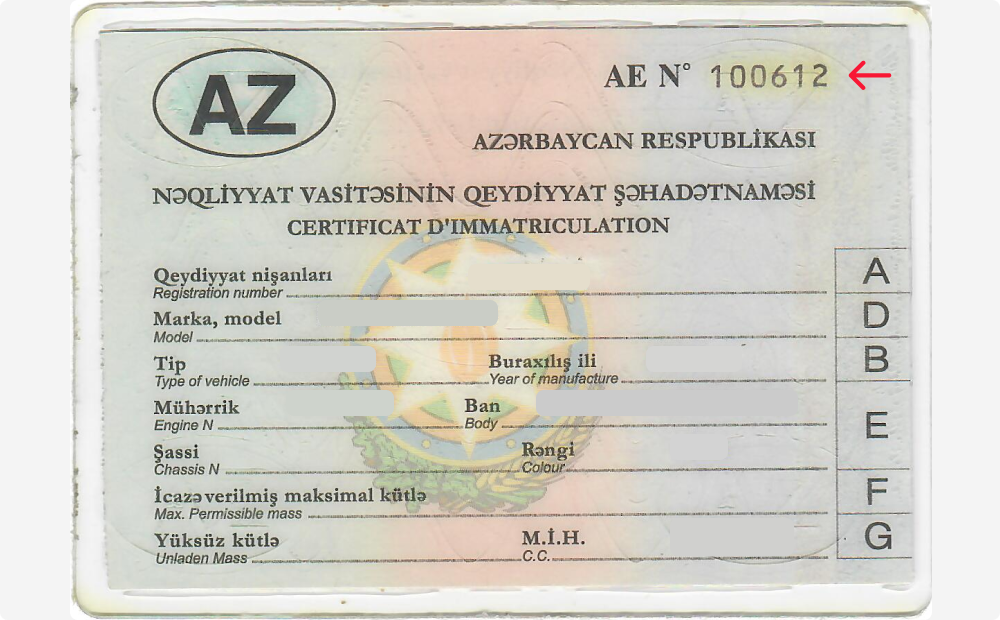 AZ
AE N° 100612
AZƏRBAYCAN RESPUBLİKASI
NƏQLİYYAT VASİTƏSİNİN QEYDİYYAT ŞƏHADƏTNAMƏSİ
CERTIFICAT D'IMMATRICULATION
Qeydiyyat nişanları
Registration number
A
Marka, model
Model
D
Tip Buraxılış ili
Type of vehicle Year of manufacture
B
Mühərrik Ban
Engine N Body
E
Şassi Rəngi
Chassis N Colour
İcazə verilmiş maksimal kütlə
Max. Permissible mass
F
Yüksüz kütlə M.İ.H.
Unladen Mass C.C.
G